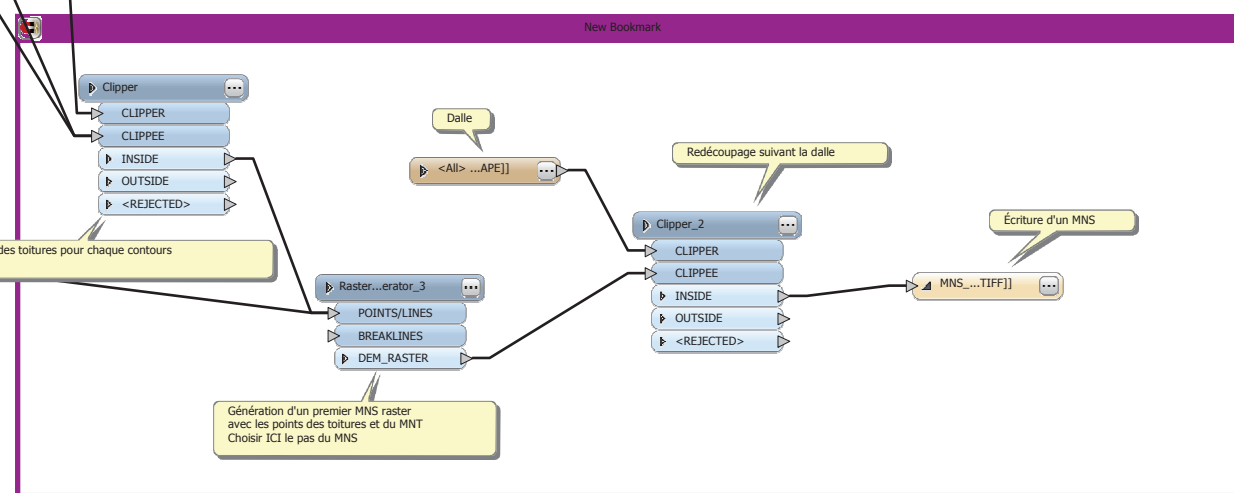 New Bookmark
Clipper
CLIPPER
CLIPPEE
INSIDE
OUTSIDE
<REJECTED>
des toitures pour chaque contours
Dalle
<All> ...APE]]
Raster...erator_3
POINTS/LINES
BREAKLINES
DEM_RASTER
Génération d'un premier MNS raster
avec les points des toitures et du MNT
Choisir ICI le pas du MNS
Redécoupage suivant la dalle
Clipper_2
CLIPPER
CLIPPEE
INSIDE
OUTSIDE
<REJECTED>
Écriture d'un MNS
MNS_...TIFF]]